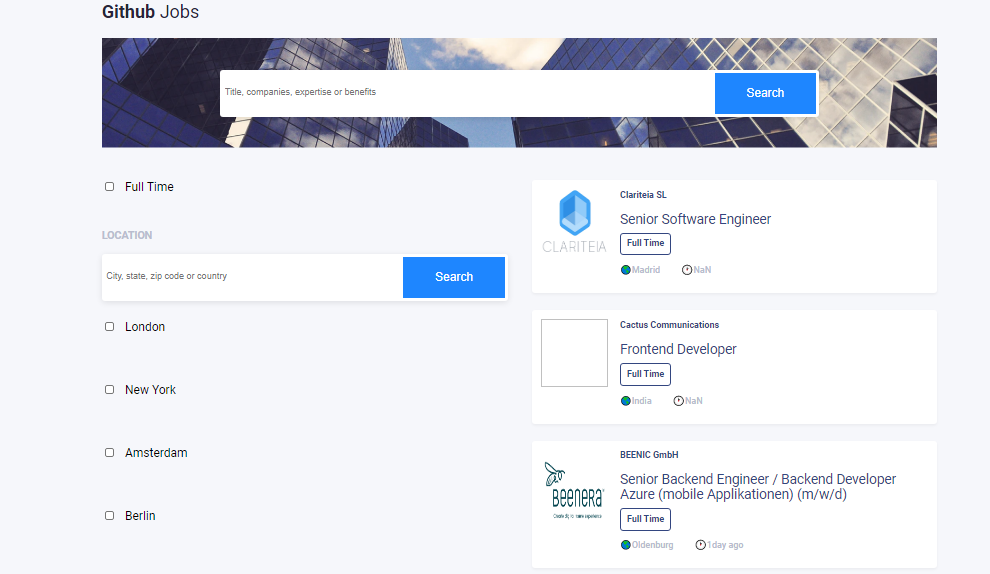 Github Jobs
Title, companies, expertise or benefits
Search
Full Time
LOCATION
City, state, zip code or country
Search
London
New York
Amsterdam
Berlin
CLARITEIA
Clariteia SL
Senior Software Engineer
Full Time
Madrid
NaN
Cactus Communications
Frontend Developer
Full Time
India
NaN
BEENERA
BEENIC GmbH
Senior Backend Engineer / Backend Developer
Azure (mobile Applikationen) (m/w/d)
Full Time
Oldenburg
1day ago